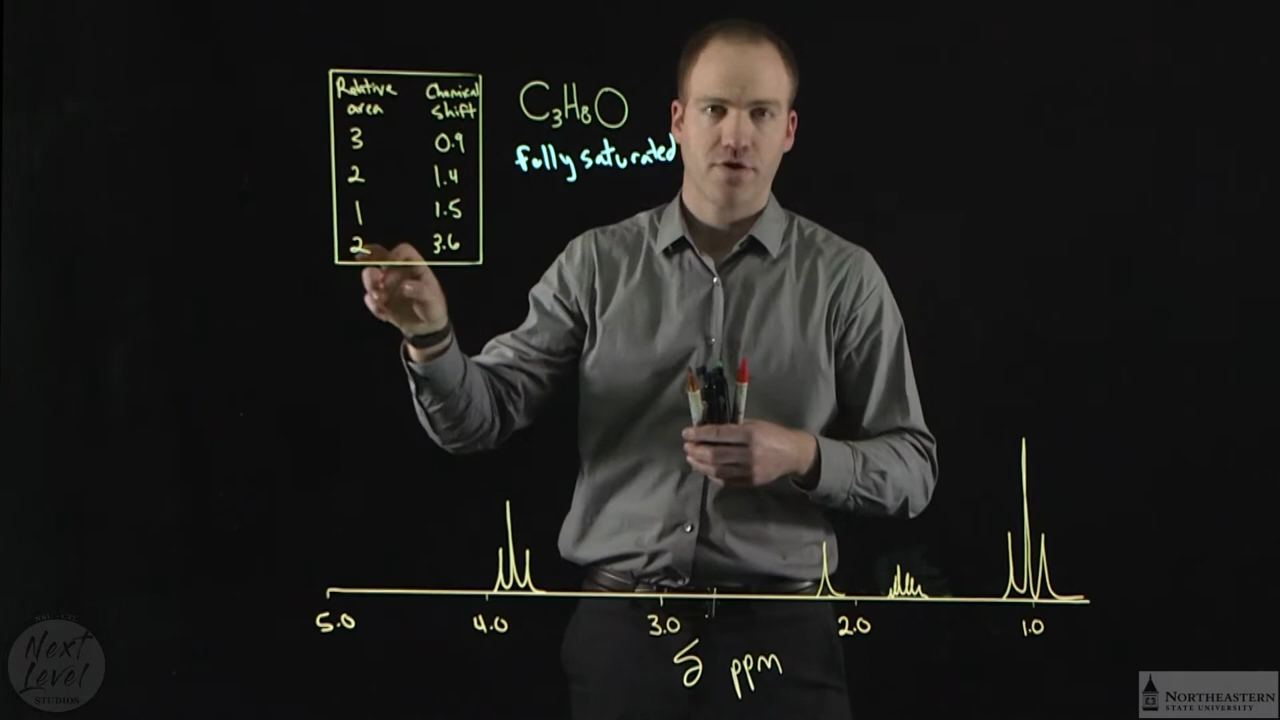 Relative Chemical
area shift
3 0.9
2 1.4
1 1.5
2 3.6
C3H8O
fully saturated
5.0 4.0 3.0 2.0 1.0
δ ppm
Next
Level
STUDIOS
NORTHEASTERN
STATE UNIVERSITY